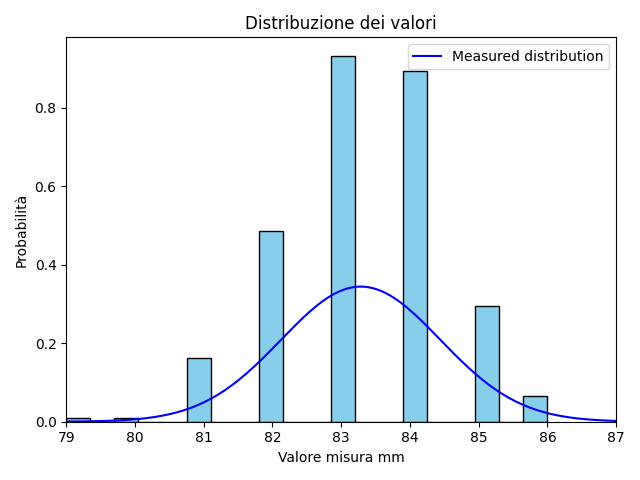 Distribuzione dei valori
Measured distribution
Probabilità
0.8
0.6
0.4
0.2
0.0
79 80 81 82 83 84 85 86 87
Valore misura mm